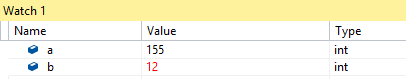 Watch 1
Name Value Type
a 155 int
b 12 int